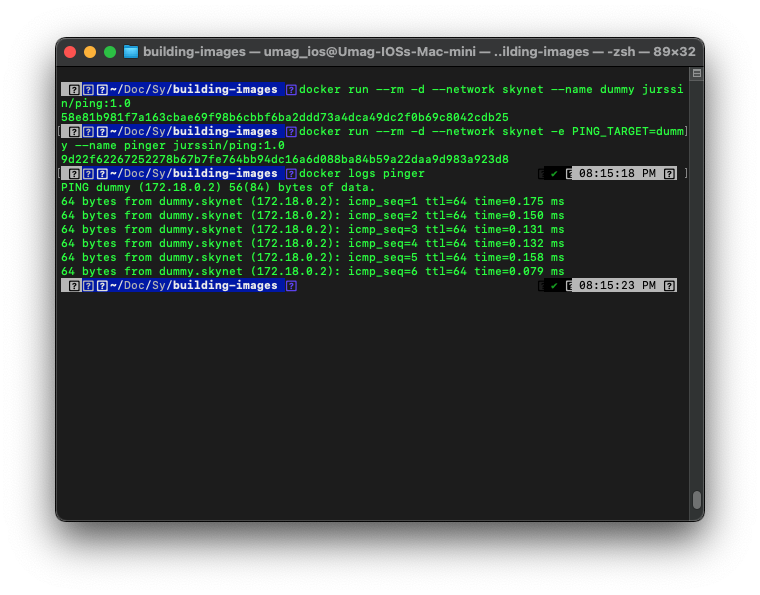 building-images — umag_ios@Umag-IOSs-Mac-mini — ..ilding-images — -zsh — 89×32
~/Doc/Sy/building-images docker run --rm -d --network skynet --name dummy jurssi
n/ping:1.0
58e81b981f7a163cbae69f98b6cbbf6ba2ddd73a4dca49dc2f0b69c8042cdb25
~/Doc/Sy/building-images docker run --rm -d --network skynet -e PING_TARGET=dumm
y --name pinger jurssin/ping:1.0
9d22f62267252278b67b7fe764bb94dc16a6d088ba84b59a22daa9d983a923d8
~/Doc/Sy/building-images docker logs pinger ✔ 08:15:18 PM
PING dummy (172.18.0.2) 56(84) bytes of data.
64 bytes from dummy.skynet (172.18.0.2): icmp_seq=1 ttl=64 time=0.175 ms
64 bytes from dummy.skynet (172.18.0.2): icmp_seq=2 ttl=64 time=0.150 ms
64 bytes from dummy.skynet (172.18.0.2): icmp_seq=3 ttl=64 time=0.131 ms
64 bytes from dummy.skynet (172.18.0.2): icmp_seq=4 ttl=64 time=0.132 ms
64 bytes from dummy.skynet (172.18.0.2): icmp_seq=5 ttl=64 time=0.158 ms
64 bytes from dummy.skynet (172.18.0.2): icmp_seq=6 ttl=64 time=0.079 ms
~/Doc/Sy/building-images ✔ 08:15:23 PM